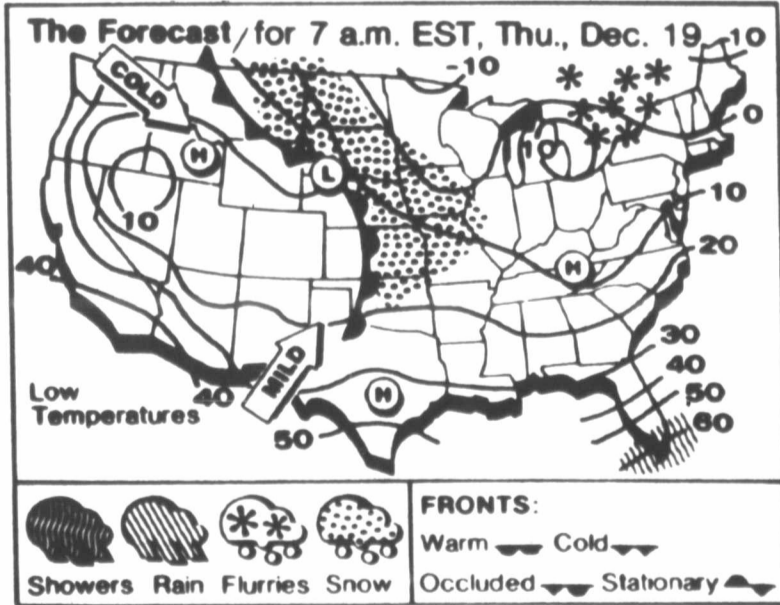 The Forecast for 7 a.m. EST, Thu., Dec. 19
-10
-10
COLD
0
H
L
10
10
10
20
H
40
30
40
50
60
MILD
H
Low
Temperatures
40
50
Showers Rain Flurries Snow
FRONTS:
Warm Cold
Occluded Stationary